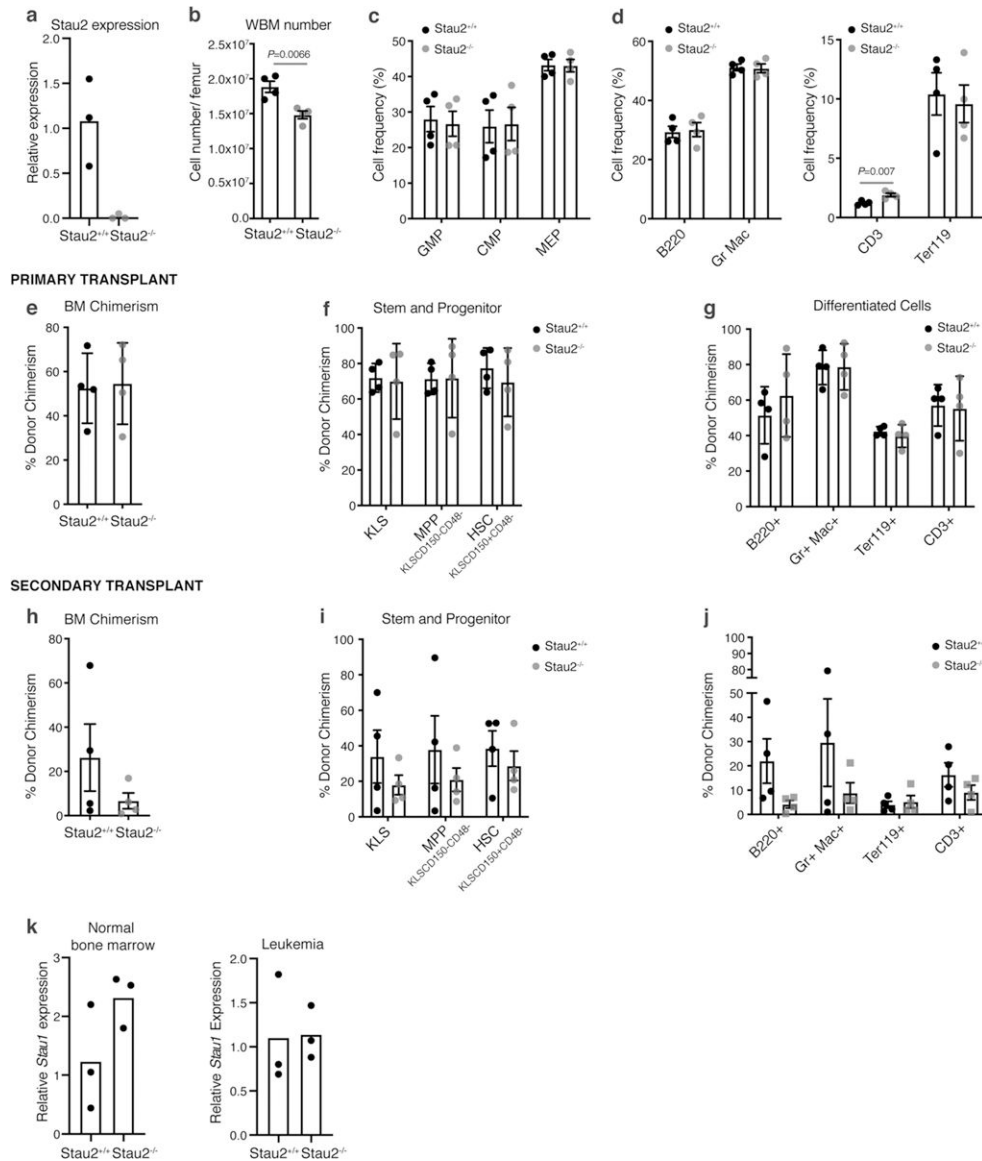 a
Stau2 expression
Relative expression
2.0
1.5
1.0
0.5
0.0
Stau2+/+ Stau2-/-
b
WBM number
P=0.0066
Cell number/ femur
2.5x10⁷
2.0x10⁷
1.5x10⁷
1.0x10⁷
5.0x10⁶
0.0
Stau2+/+ Stau2-/-
c
Stau2+/+
Stau2-/-
Cell frequency (%)
60
40
20
0
GMP
CMP
MEP
d
Cell frequency (%)
60
40
20
0
B220
Gr Mac
Stau2+/+
Stau2-/-
Cell frequency (%)
15
10
5
0
P=0.007
CD3
Ter119
PRIMARY TRANSPLANT
e
BM Chimerism
% Donor Chimerism
80
60
40
20
0
Stau2+/+ Stau2-/-
f
Stem and Progenitor
Stau2+/+
Stau2-/-
% Donor Chimerism
100
80
60
40
20
0
KLS
MPP
KLSCD150-CD48-
HSC
KLSCD150+CD48-
g
Differentiated Cells
Stau2+/+
Stau2-/-
% Donor Chimerism
100
80
60
40
20
0
B220+
Gr+ Mac+
Ter119+
CD3+
SECONDARY TRANSPLANT
h
BM Chimerism
% Donor Chimerism
80
60
40
20
0
Stau2+/+ Stau2-/-
i
Stem and Progenitor
Stau2+/+
Stau2-/-
% Donor Chimerism
100
80
60
40
20
0
KLS
MPP
KLSCD150-CD48-
HSC
KLSCD150+CD48-
j
Stau2+/+
Stau2-/-
% Donor Chimerism
100
90
80
50
40
30
20
10
0
B220+
Gr+ Mac+
Ter119+
CD3+
k
Normal
bone marrow
Relative Stau1 expression
3
2
1
0
Stau2+/+ Stau2-/-
Leukemia
Relative Stau1 Expression
2.0
1.5
1.0
0.5
0.0
Stau2+/+ Stau2-/-